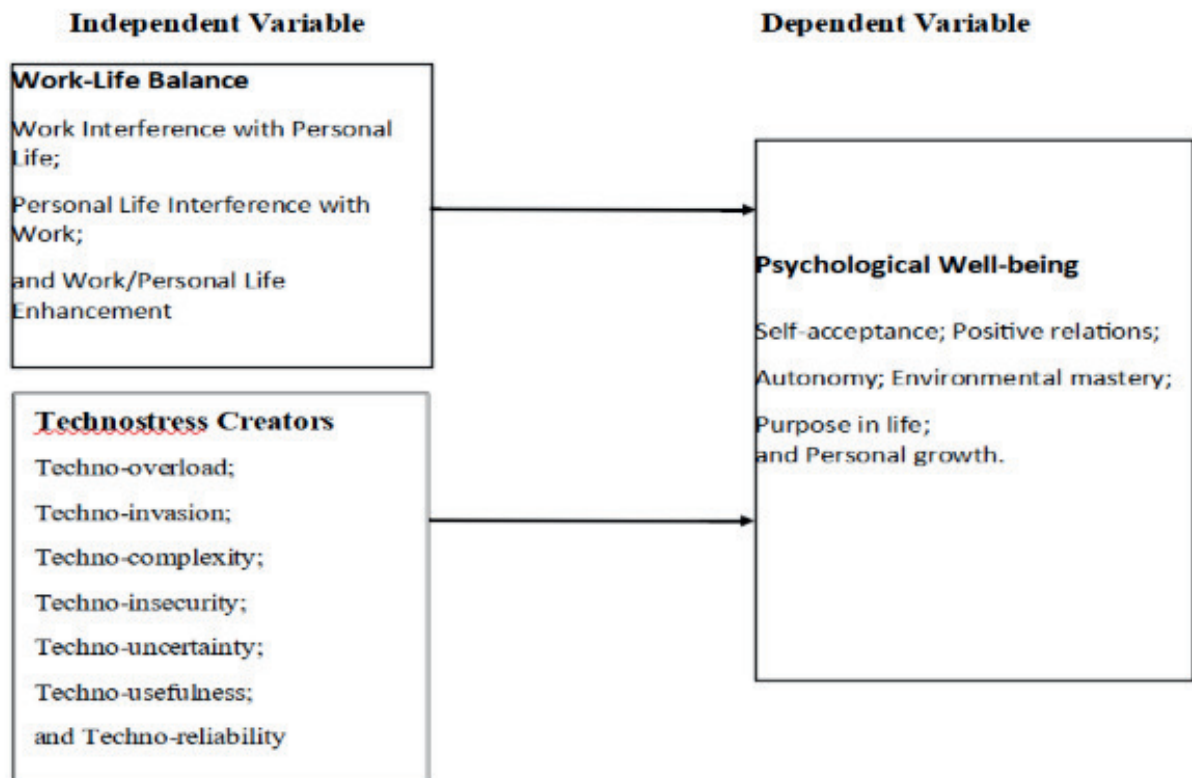 Independent Variable
Dependent Variable
Work-Life Balance
Work Interference with Personal
Life;
Personal Life Interference with
Work;
and Work/Personal Life
Enhancement
Technostress Creators
Techno-overload;
Techno-invasion;
Techno-complexity;
Techno-insecurity;
Techno-uncertainty;
Techno-usefulness;
and Techno-reliability
Psychological Well-being
Self-acceptance; Positive relations;
Autonomy; Environmental mastery;
Purpose in life;
and Personal growth.